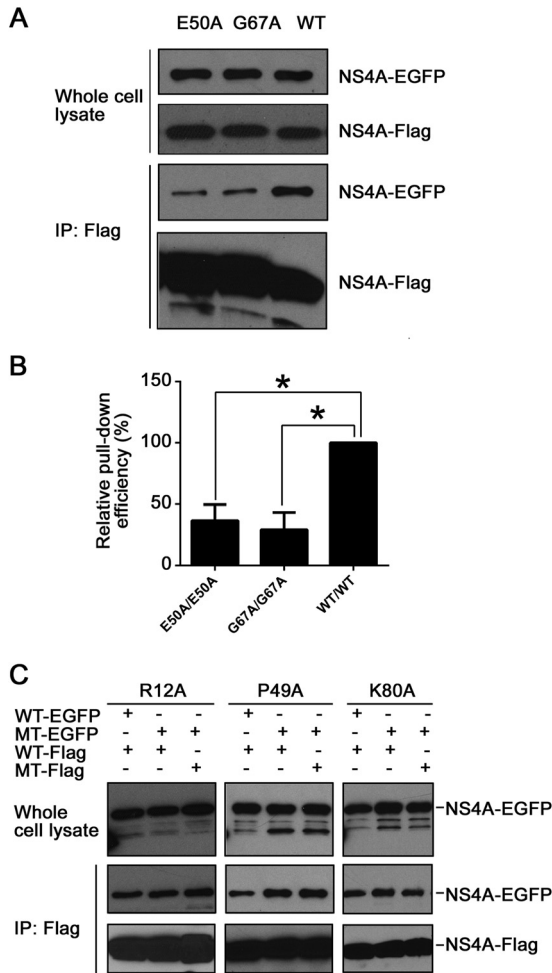 A
E50A G67A WT
Whole cell
lysate
NS4A-EGFP
NS4A-Flag
IP: Flag
NS4A-EGFP
NS4A-Flag
B
Relative pull-down
efficiency (%)
150
100
50
0
* 
*
E50A/E50A
G67A/G67A
WT/WT
C
R12A P49A K80A
WT-EGFP + - - + - - + - -
MT-EGFP - + + - + + - + +
WT-Flag + + - + + - + + -
MT-Flag - - + - - + - - +
Whole
cell lysate
-NS4A-EGFP
IP: Flag
-NS4A-EGFP
-NS4A-Flag